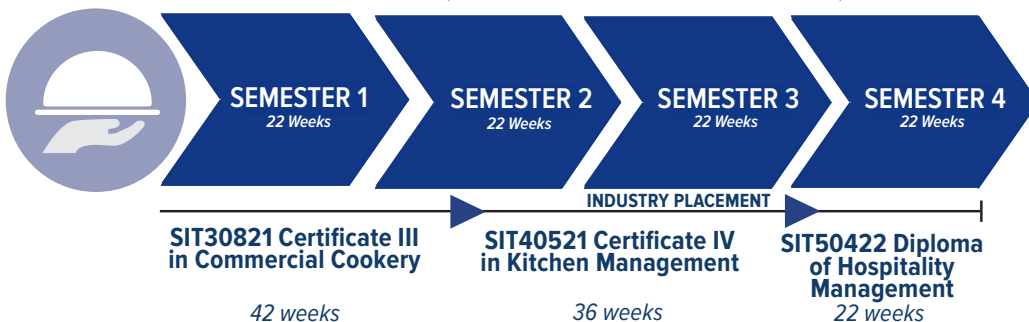 SEMESTER 1
22 Weeks
SEMESTER 2
22 Weeks
SEMESTER 3
22 Weeks
SEMESTER 4
22 Weeks
INDUSTRY PLACEMENT
SIT30821 Certificate III
in Commercial Cookery
42 weeks
SIT40521 Certificate IV
in Kitchen Management
36 weeks
SIT50422 Diploma
of Hospitality
Management
22 weeks